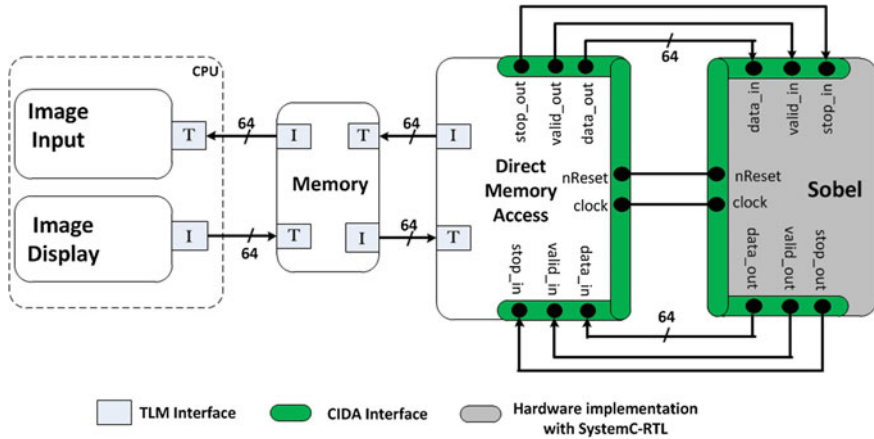 CPU
Image
Input
T
64
I
T
64
I
Memory
Image
Display
I
64
T
I
64
T
stop_out
valid_out
data_out
Direct
Memory
Access
nReset
clock
stop_in
valid_in
data_in
64
data_in
valid_in
stop_in
nReset
clock
Sobel
data_out
valid_out
stop_out
64
TLM Interface
CIDA Interface
Hardware implementation
with SystemC-RTL